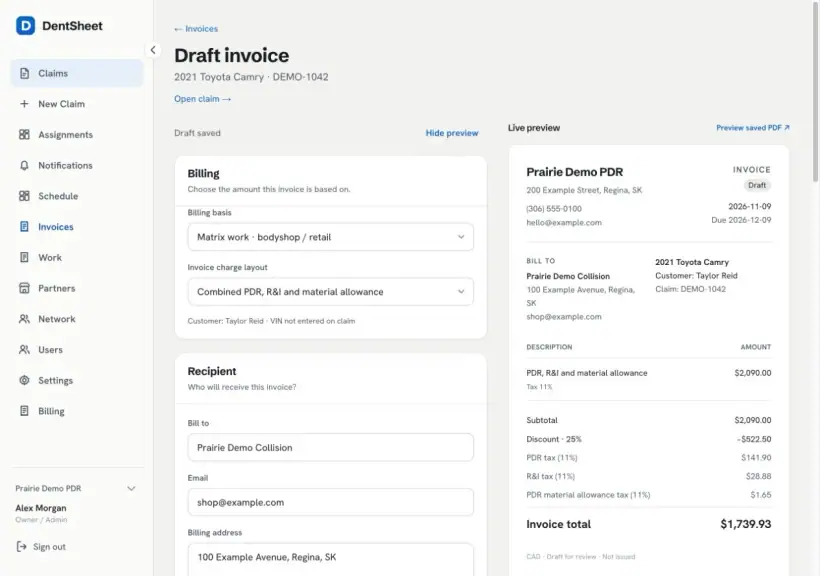 D DentSheet
Claims
+ New Claim
Assignments
Notifications
Schedule
Invoices
Work
Partners
Network
Users
Settings
Billing
Prairie Demo PDR
Alex Morgan
Owner / Admin
Sign out
← Invoices
Draft invoice
2021 Toyota Camry · DEMO-1042
Open claim →
Draft saved
Hide preview
Billing
Choose the amount this invoice is based on.
Billing basis
Matrix work · bodyshop / retail
Invoice charge layout
Combined PDR, R&I and material allowance
Customer: Taylor Reid · VIN not entered on claim
Recipient
Who will receive this invoice?
Bill to
Prairie Demo Collision
Email
shop@example.com
Billing address
100 Example Avenue, Regina, SK
Live preview
Preview saved PDF ↗
Prairie Demo PDR
200 Example Street, Regina, SK
(306) 555-0100
hello@example.com
INVOICE
Draft
2026-11-09
Due 2026-12-09
BILL TO
Prairie Demo Collision
100 Example Avenue, Regina,
SK
shop@example.com
2021 Toyota Camry
Customer: Taylor Reid
Claim: DEMO-1042
DESCRIPTION AMOUNT
PDR, R&I and material allowance $2,090.00
Tax 11%
Subtotal $2,090.00
Discount · 25% -$522.50
PDR tax (11%) $141.90
R&I tax (11%) $28.88
PDR material allowance tax (11%) $1.65
Invoice total $1,739.93
CAD · Draft for review · Not issued